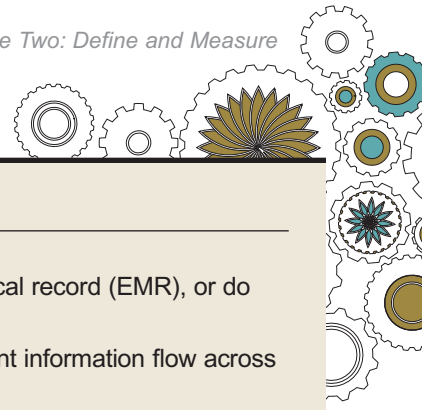 e Two: Define and Measure
cal record (EMR), or do
nt information flow across